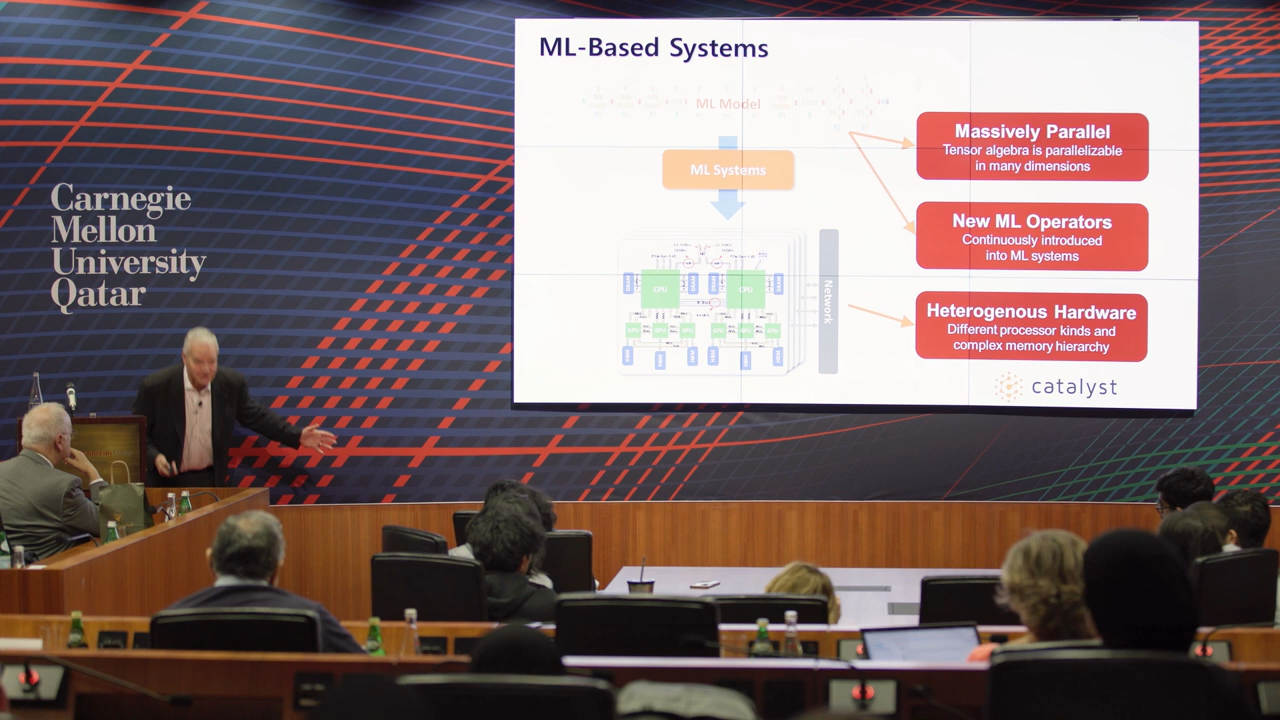 ML-Based Systems
ML Model
ML Systems
Massively Parallel
Tensor algebra is parallelizable
in many dimensions
New ML Operators
Continuously introduced
into ML systems
Heterogenous Hardware
Different processor kinds and
complex memory hierarchy
CPU
CPU
Network
catalyst
Carnegie
Mellon
University
Qatar